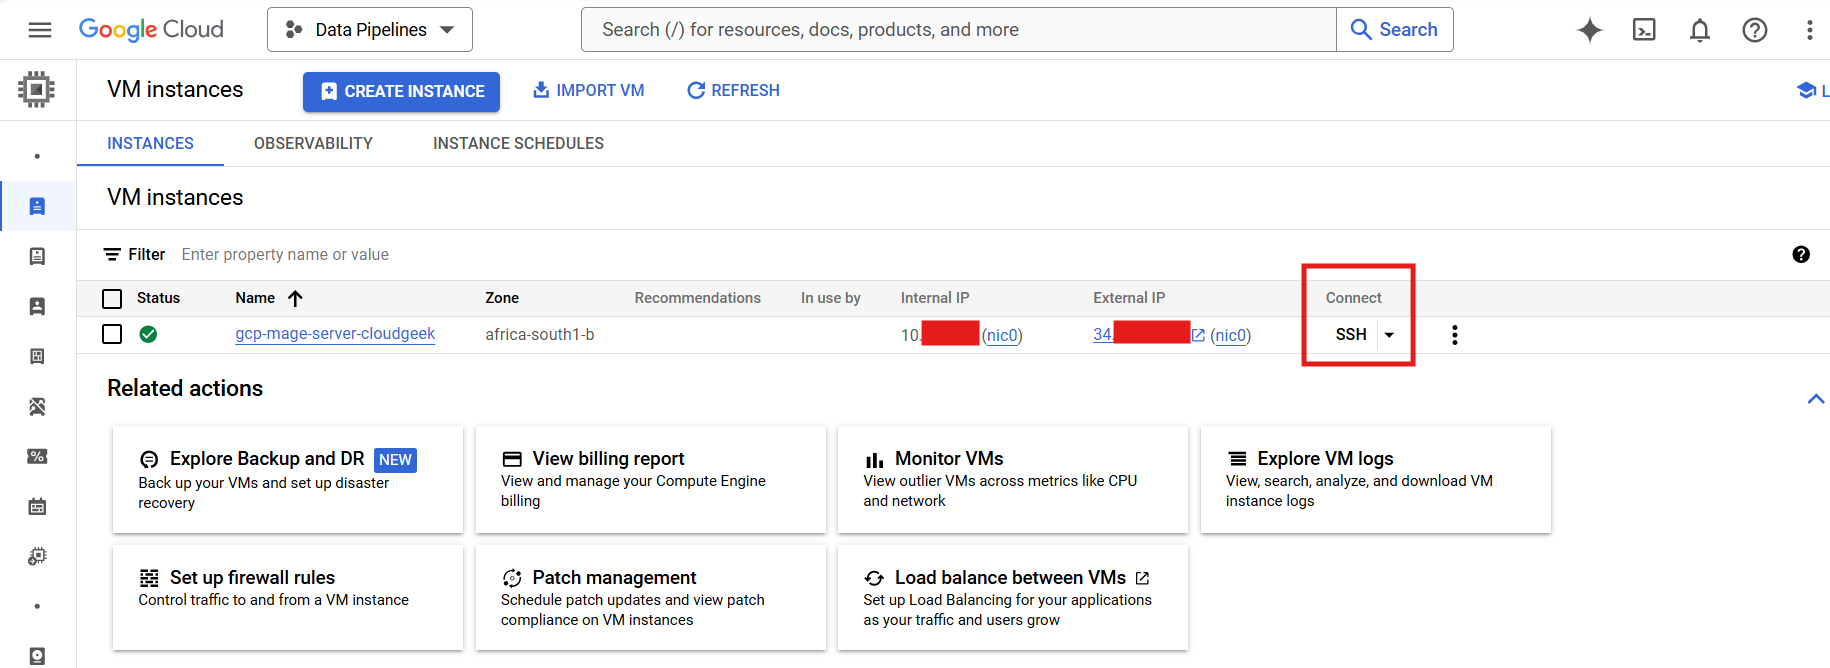 Google Cloud
Data Pipelines
Search (/) for resources, docs, products, and more
Search
VM instances
CREATE INSTANCE
IMPORT VM
REFRESH
L
INSTANCES
OBSERVABILITY
INSTANCE SCHEDULES
VM instances
Filter
Enter property name or value
Status
Name
Zone
Recommendations
In use by
Internal IP
External IP
Connect
gcp-mage-server-cloudgeek
africa-south1-b
10. (nic0)
34. (nic0)
SSH
Related actions
Explore Backup and DR NEW
Back up your VMs and set up disaster
recovery
View billing report
View and manage your Compute Engine
billing
Monitor VMs
View outlier VMs across metrics like CPU
and network
Explore VM logs
View, search, analyze, and download VM
instance logs
Set up firewall rules
Control traffic to and from a VM instance
Patch management
Schedule patch updates and view patch
compliance on VM instances
Load balance between VMs
Set up Load Balancing for your applications
as your traffic and users grow